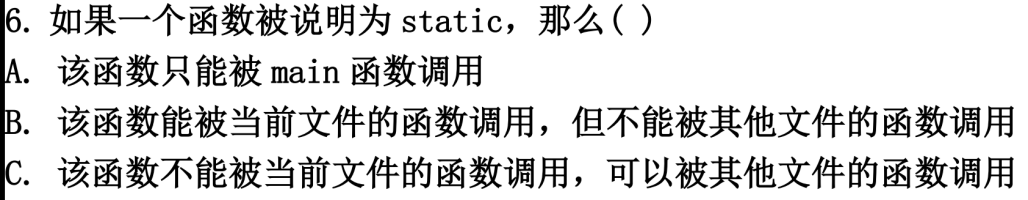 6. 如果一个函数被说明为 static，那么( )
A. 该函数只能被 main 函数调用
B. 该函数能被当前文件的函数调用，但不能被其他文件的函数调用
C. 该函数不能被当前文件的函数调用，可以被其他文件的函数调用